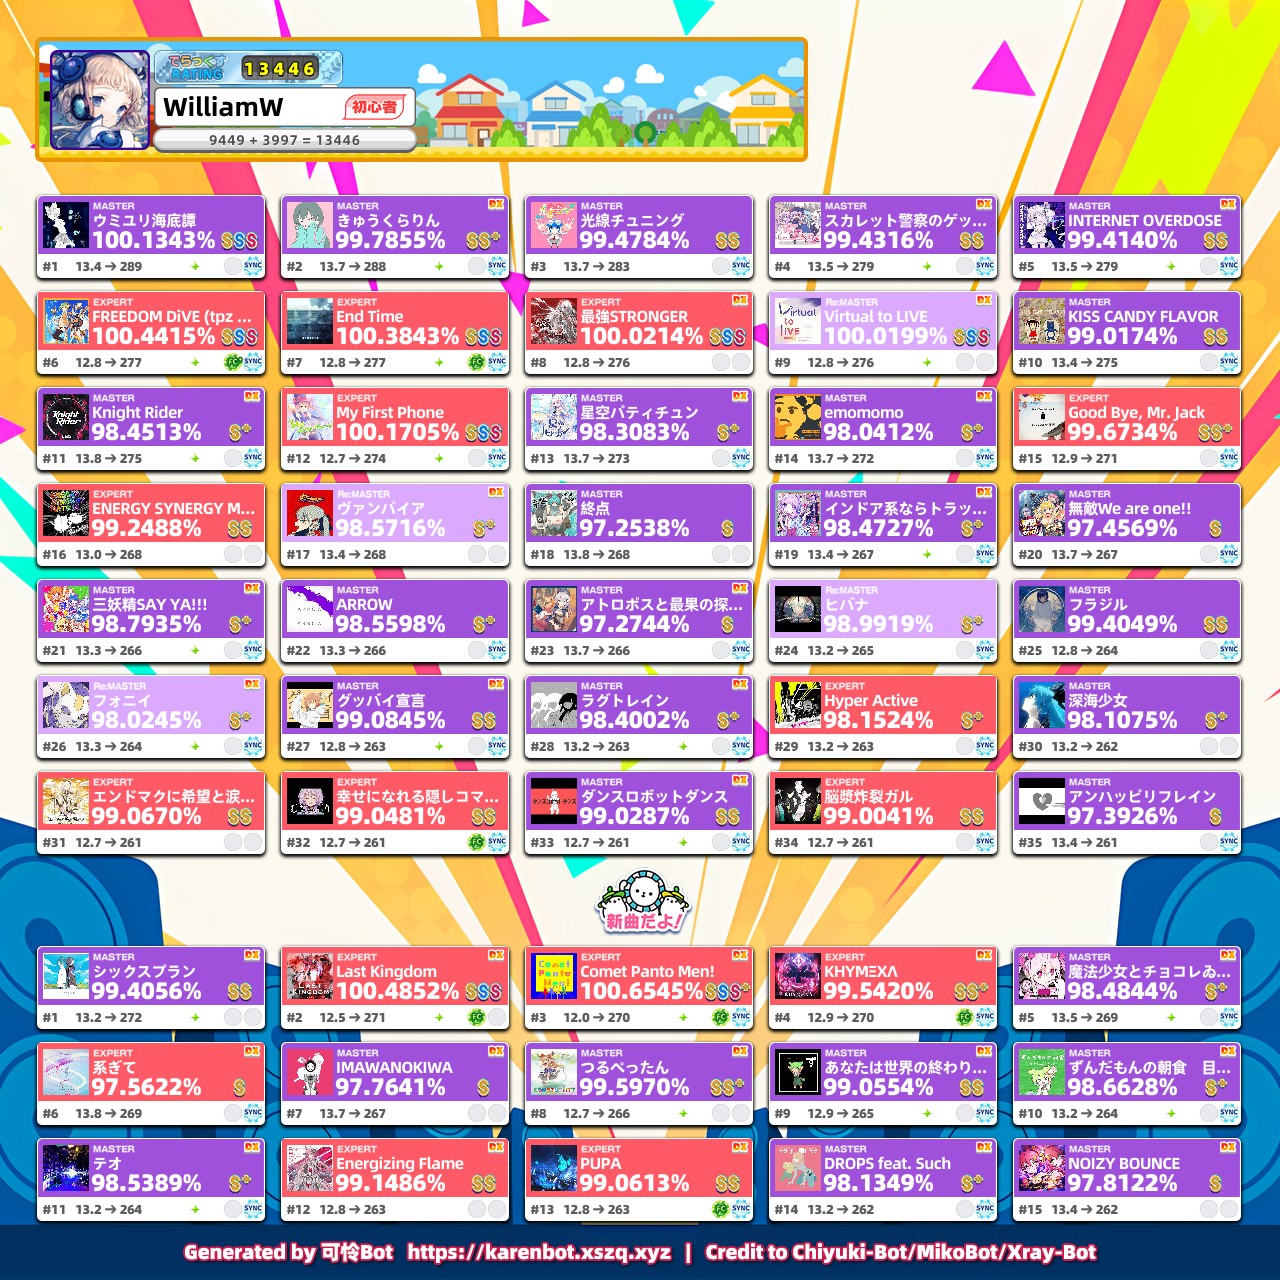 でらっくす
RATING 13446
WilliamW 初心者
9449 + 3997 = 13446
MASTER
ウミユリ海底譚
100.1343% SSS
#1 13.4→289 SYNC
MASTER DX
きゅうくらりん
99.7855% SS+
#2 13.7→288 SYNC
MASTER
光線チューニング
99.4784% SS
#3 13.7→283
MASTER DX
スカレット警察のゲッ...
99.4316% SS
#4 13.5→279 SYNC
MASTER DX
INTERNET OVERDOSE
99.4140% SS
#5 13.5→279 SYNC
EXPERT
FREEDOM DiVE (tpz ...
100.4415% SSS
#6 12.8→277 FC SYNC
EXPERT
End Time
100.3843% SSS
#7 12.8→277 FC SYNC
EXPERT DX
最強STRONGER
100.0214% SSS
#8 12.8→276
Re:MASTER DX
Virtual to LIVE
100.0199% SSS
#9 12.8→276
MASTER
KISS CANDY FLAVOR
99.0174% SS
#10 13.4→275 SYNC
MASTER DX
Knight Rider
98.4513% S+
#11 13.8→275 SYNC
EXPERT
My First Phone
100.1705% SSS
#12 12.7→274 SYNC
MASTER DX
星空パティチュン
98.3083% S+
#13 13.7→273 SYNC
MASTER DX
emomomo
98.0412% S+
#14 13.7→272 SYNC
EXPERT
Good Bye, Mr. Jack
99.6734% SS+
#15 12.9→271 SYNC
EXPERT
ENERGY SYNERGY M...
99.2488% SS
#16 13.0→268
Re:MASTER DX
ヴァンパイア
98.5716% S+
#17 13.4→268
MASTER
終点
97.2538% S
#18 13.8→268
MASTER DX
インドア系ならトラッ...
98.4727% S+
#19 13.4→267 SYNC
MASTER
無敵We are one!!
97.4569% S
#20 13.7→267 SYNC
MASTER DX
三妖精SAY YA!!!
98.7935% S+
#21 13.3→266 SYNC
MASTER
ARROW
98.5598% S+
#22 13.3→266 SYNC
MASTER DX
アトロポスと最果の探...
97.2744% S
#23 13.7→266 SYNC
Re:MASTER
ヒバナ
98.9919% S+
#24 13.2→265 SYNC
MASTER
フラジル
99.4049% SS
#25 12.8→264 SYNC
Re:MASTER DX
フォニイ
98.0245% S+
#26 13.3→264 SYNC
MASTER DX
グッバイ宣言
99.0845% SS
#27 12.8→263 SYNC
MASTER DX
ラグトレイン
98.4002% S+
#28 13.2→263 SYNC
EXPERT
Hyper Active
98.1524% S+
#29 13.2→263 SYNC
MASTER
深海少女
98.1075% S+
#30 13.2→262
EXPERT
エンドマークに希望と涙...
99.0670% SS
#31 12.7→261
EXPERT
幸せになれる隠しコマ...
99.0481% SS
#32 12.7→261 FC SYNC
MASTER DX
ダンスロボットダンス
99.0287% SS
#33 12.7→261 SYNC
EXPERT
脳漿炸裂ガール
99.0041% SS
#34 12.7→261 SYNC
MASTER
アンハッピーリフレイン
97.3926% S
#35 13.4→261 SYNC
新曲だよ!
MASTER
シックスプラン
99.4056% SS
#1 13.2→272
EXPERT DX
Last Kingdom
100.4852% SSS
#2 12.5→271 FC
EXPERT DX
Comet Panto Men!
100.6545% SSS+
#3 12.0→270 FC SYNC
EXPERT DX
KHYMΞXΛ
99.5420% SS+
#4 12.9→270 FC SYNC
MASTER DX
魔法少女とチョコレゐ...
98.4844% S+
#5 13.5→269 SYNC
EXPERT DX
系ぎて
97.5622% S
#6 13.8→269 SYNC
MASTER DX
IMAWANOKIWA
97.7641% S
#7 13.7→267
MASTER DX
つるぺったん
99.5970% SS+
#8 12.7→266
MASTER DX
あなたは世界の終わり...
99.0554% SS
#9 12.9→265 SYNC
MASTER DX
ずんだもんの朝食　目...
98.6628% S+
#10 13.2→264 SYNC
MASTER DX
テオ
98.5389% S+
#11 13.2→264 SYNC
EXPERT DX
Energizing Flame
99.1486% SS
#12 12.8→263
EXPERT DX
PUPA
99.0613% SS
#13 12.8→263 FC SYNC
MASTER DX
DROPS feat. Such
98.1349% S+
#14 13.2→262 SYNC
MASTER DX
NOIZY BOUNCE
97.8122% S
#15 13.4→262
Generated by 可怜Bot https://karenbot.xszq.xyz | Credit to Chiyuki-Bot/MikoBot/Xray-Bot